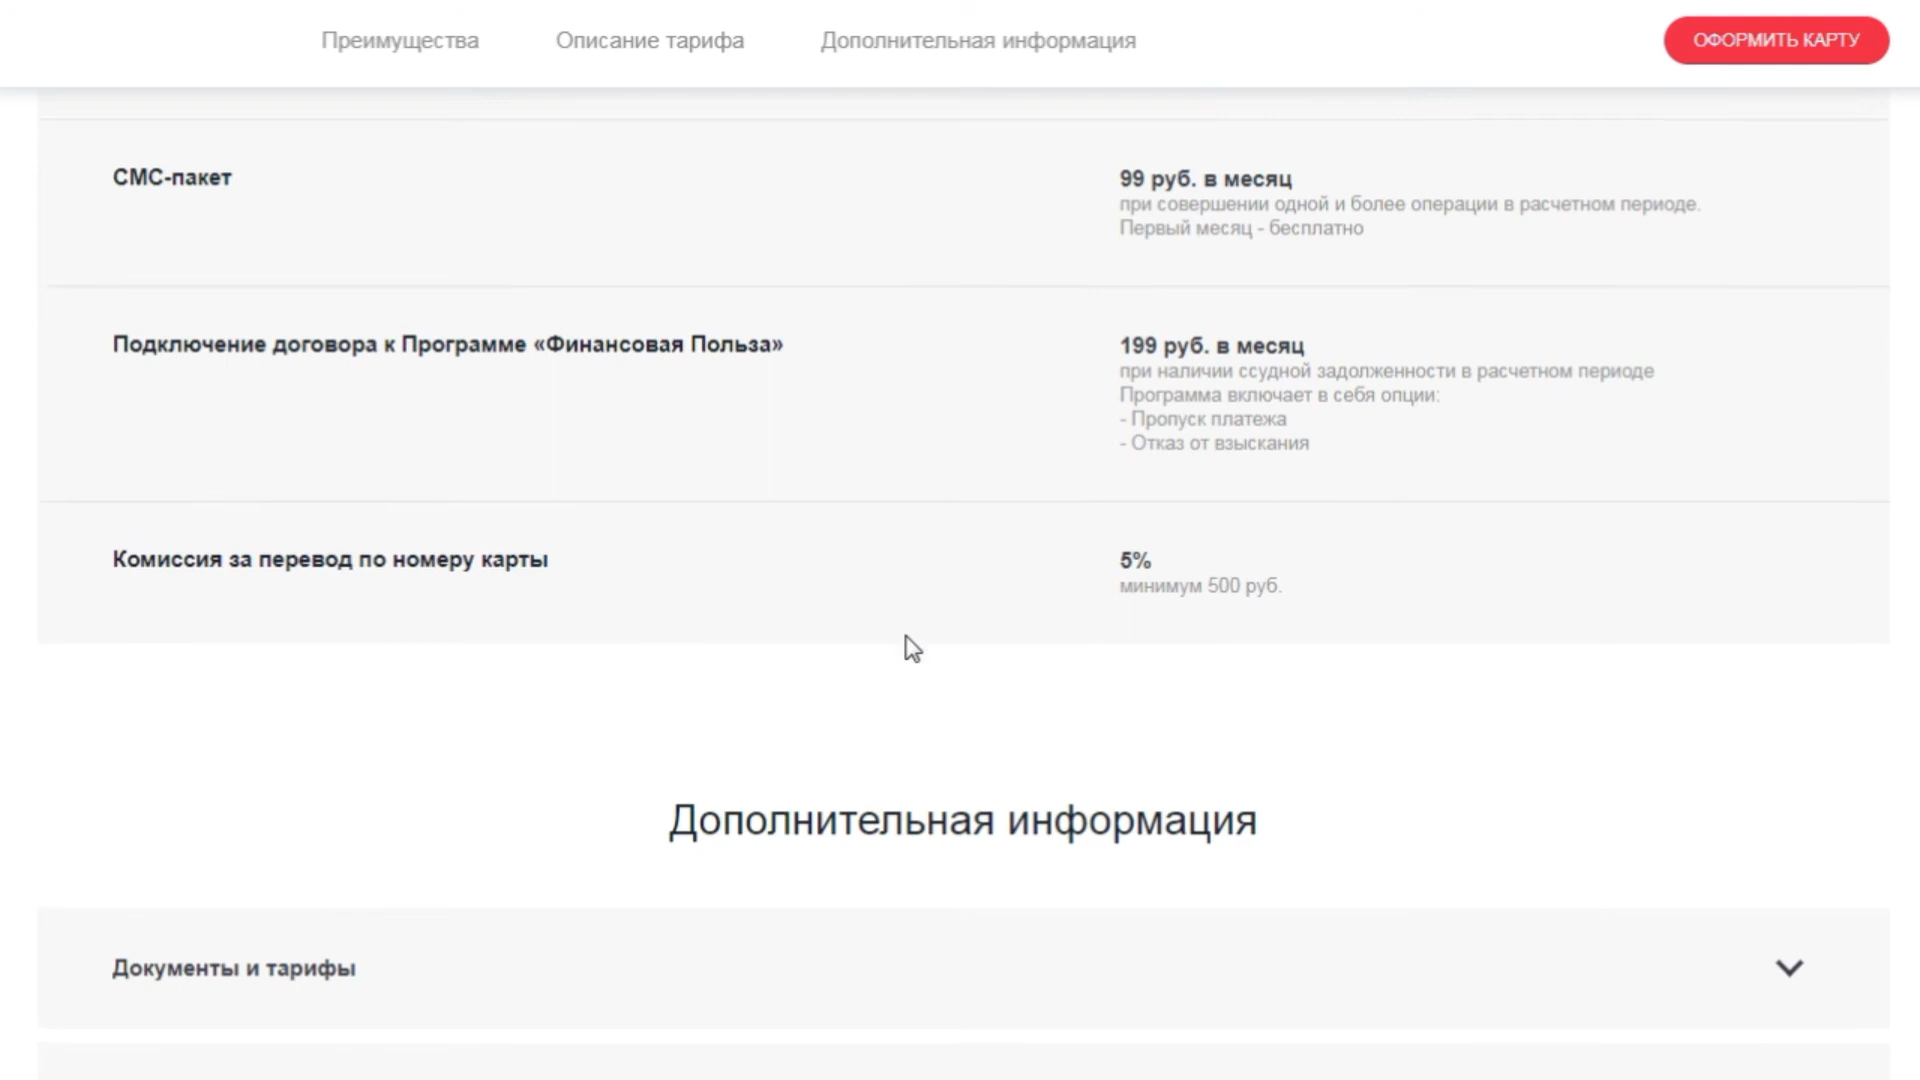 Преимущества Описание тарифа Дополнительная информация ОФОРМИТЬ КАРТУ
СМС-пакет
99 руб. в месяц
при совершении одной и более операции в расчетном периоде.
Первый месяц - бесплатно
Подключение договора к Программе «Финансовая Польза»
199 руб. в месяц
при наличии ссудной задолженности в расчетном периоде
Программа включает в себя опции:
- Пропуск платежа
- Отказ от взыскания
Комиссия за перевод по номеру карты
5%
минимум 500 руб.
Дополнительная информация
Документы и тарифы